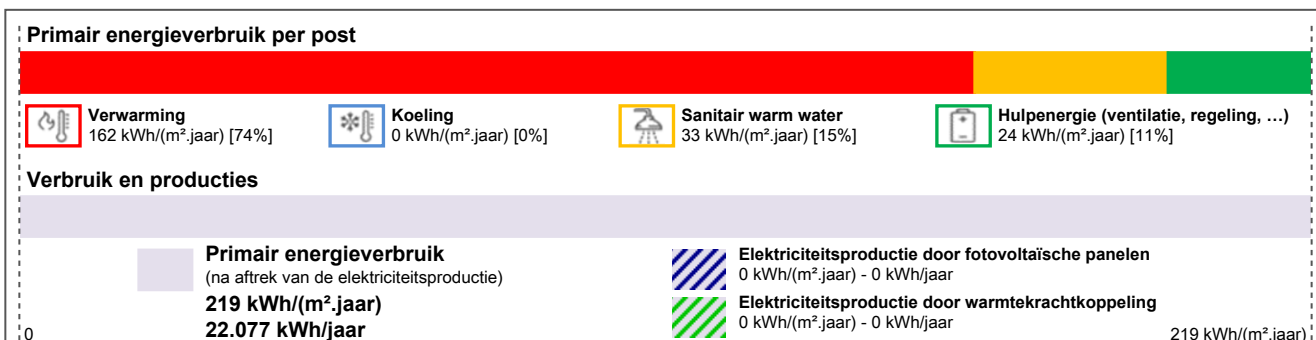 Primair energieverbruik per post
Verwarming
162 kWh/(m².jaar) [74%]
Koeling
0 kWh/(m².jaar) [0%]
Sanitair warm water
33 kWh/(m².jaar) [15%]
Hulpenergie (ventilatie, regeling, …)
24 kWh/(m².jaar) [11%]
Verbruik en producties
Primair energieverbruik
(na aftrek van de elektriciteitsproductie)
219 kWh/(m².jaar)
22.077 kWh/jaar
Elektriciteitsproductie door fotovoltaïsche panelen
0 kWh/(m².jaar) - 0 kWh/jaar
Elektriciteitsproductie door warmtekrachtkoppeling
0 kWh/(m².jaar) - 0 kWh/jaar
0
219 kWh/(m².jaar)